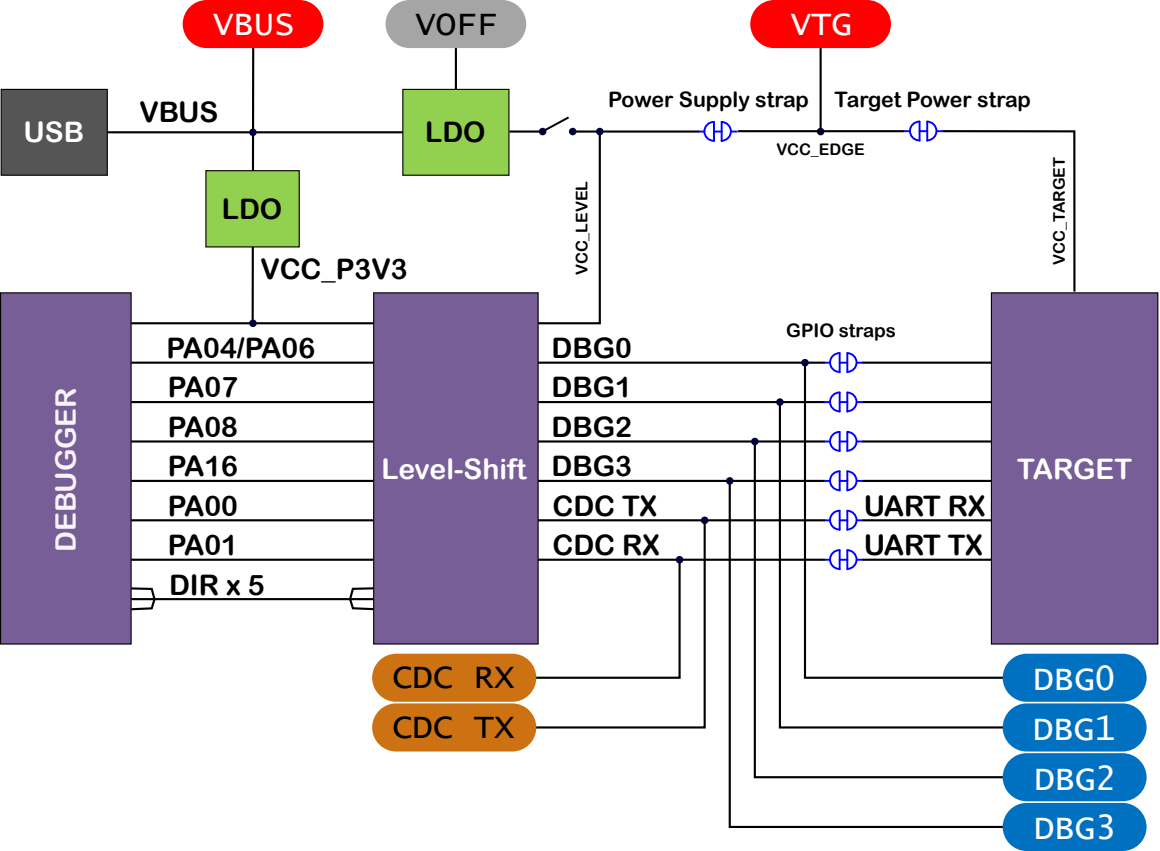 VBUS
VOFF
VTG
USB
VBUS
LDO
Power Supply strap
Target Power strap
VCC_EDGE
LDO
VCC_LEVEL
VCC_TARGET
VCC_P3V3
DEBUGGER
PA04/PA06
PA07
PA08
PA16
PA00
PA01
DIR x 5
Level-Shift
DBG0
DBG1
DBG2
DBG3
CDC TX
CDC RX
GPIO straps
UART RX
UART TX
TARGET
CDC RX
CDC TX
DBG0
DBG1
DBG2
DBG3